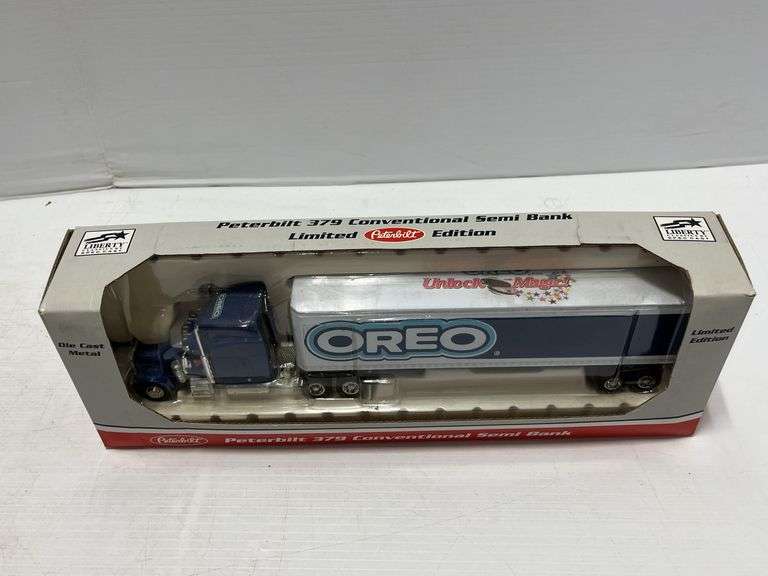 Peterbilt 379 Conventional Semi Bank
Limited Peterbilt Edition
LIBERTY
LIBERTY
Die Cast
Metal
Limited
Edition
OREO
Unlock Magic!
OREO
Peterbilt Peterbilt 379 Conventional Semi Bank